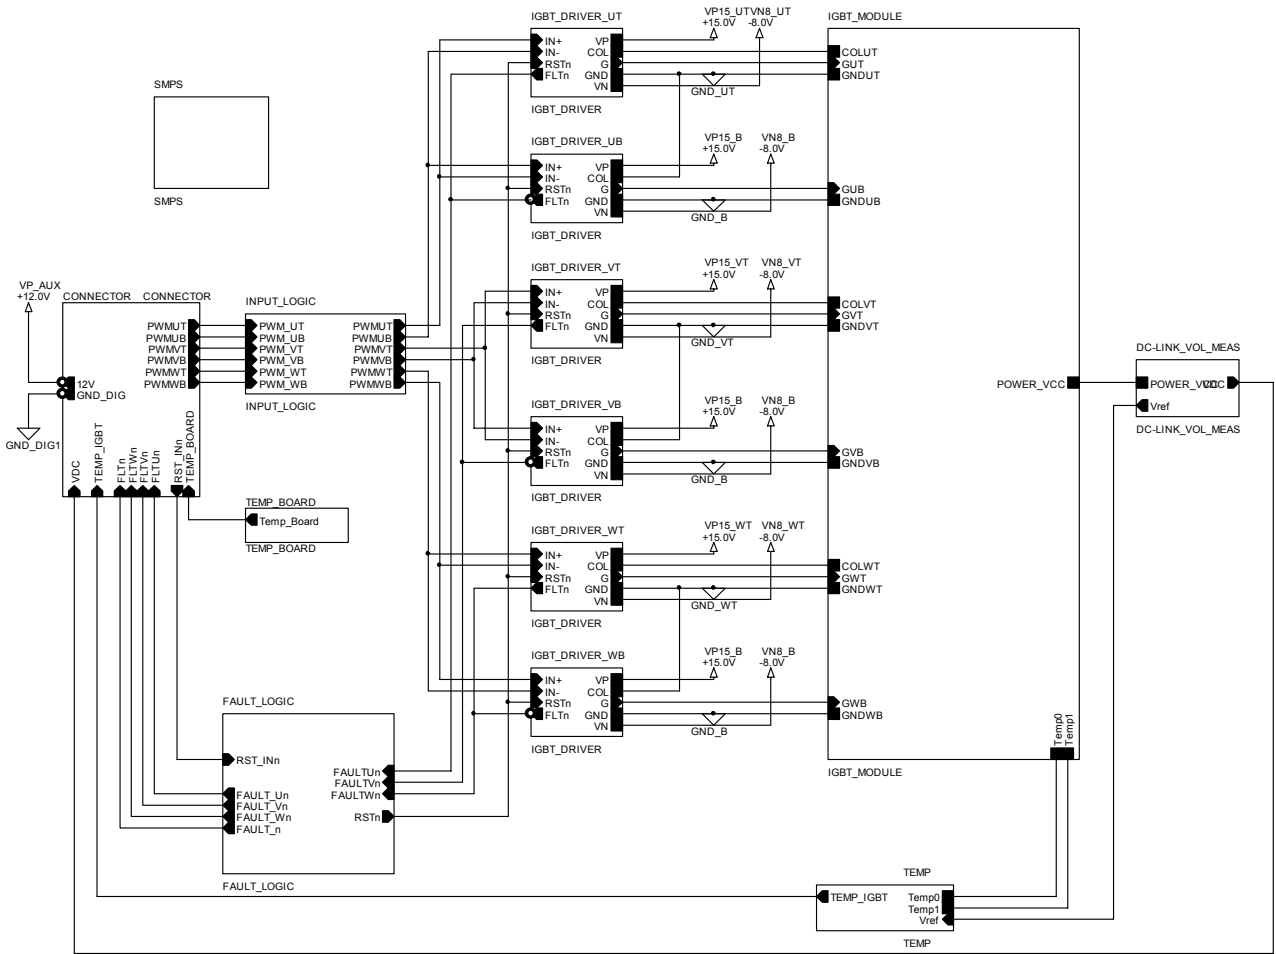 IGBT_DRIVER_UT
VP15_UT
+15.0V
VN8_UT
-8.0V
IGBT_MODULE
IN+
IN-
RSTn
FLTn
VP
COL
G
GND
VN
GND_UT
IGBT_DRIVER
COLUT
GUT
GNDUT
SMPS
SMPS
IGBT_DRIVER_UB
VP15_B
+15.0V
VN8_B
-8.0V
IN+
IN-
RSTn
FLTn
VP
COL
G
GND
VN
GND_B
IGBT_DRIVER
GUB
GNDUB
IGBT_DRIVER_VT
VP15_VT
+15.0V
VN8_VT
-8.0V
IN+
IN-
RSTn
FLTn
VP
COL
G
GND
VN
GND_VT
IGBT_DRIVER
COLVT
GVT
GNDVT
VP_AUX
+12.0V
CONNECTOR
CONNECTOR
PWMUT
PWMUB
PWMVT
PWMVB
PWMWT
PWMWB
12V
GND_DIG
GND_DIG1
VDC
TEMP_IGBT
FLTn
FLTWn
FLTVn
FLTUn
RST_INn
TEMP_BOARD
INPUT_LOGIC
PWM_UT
PWM_UB
PWM_VT
PWM_VB
PWM_WT
PWM_WB
PWMUT
PWMUB
PWMVT
PWMVB
PWMWT
PWMWB
INPUT_LOGIC
DC-LINK_VOL_MEAS
POWER_VCC
POWER_VCC
VDC
Vref
DC-LINK_VOL_MEAS
IGBT_DRIVER_VB
VP15_B
+15.0V
VN8_B
-8.0V
IN+
IN-
RSTn
FLTn
VP
COL
G
GND
VN
GND_B
IGBT_DRIVER
GVB
GNDVB
TEMP_BOARD
Temp_Board
TEMP_BOARD
IGBT_DRIVER_WT
VP15_WT
+15.0V
VN8_WT
-8.0V
IN+
IN-
RSTn
FLTn
VP
COL
G
GND
VN
GND_WT
IGBT_DRIVER
COLWT
GWT
GNDWT
IGBT_DRIVER_WB
VP15_B
+15.0V
VN8_B
-8.0V
IN+
IN-
RSTn
FLTn
VP
COL
G
GND
VN
GND_B
IGBT_DRIVER
GWB
GNDWB
Temp0
Temp1
IGBT_MODULE
FAULT_LOGIC
RST_INn
FAULT_Un
FAULT_Vn
FAULT_Wn
FAULT_n
FAULTUn
FAULTVn
FAULTWn
RSTn
FAULT_LOGIC
TEMP
TEMP_IGBT
Temp0
Temp1
Vref
TEMP